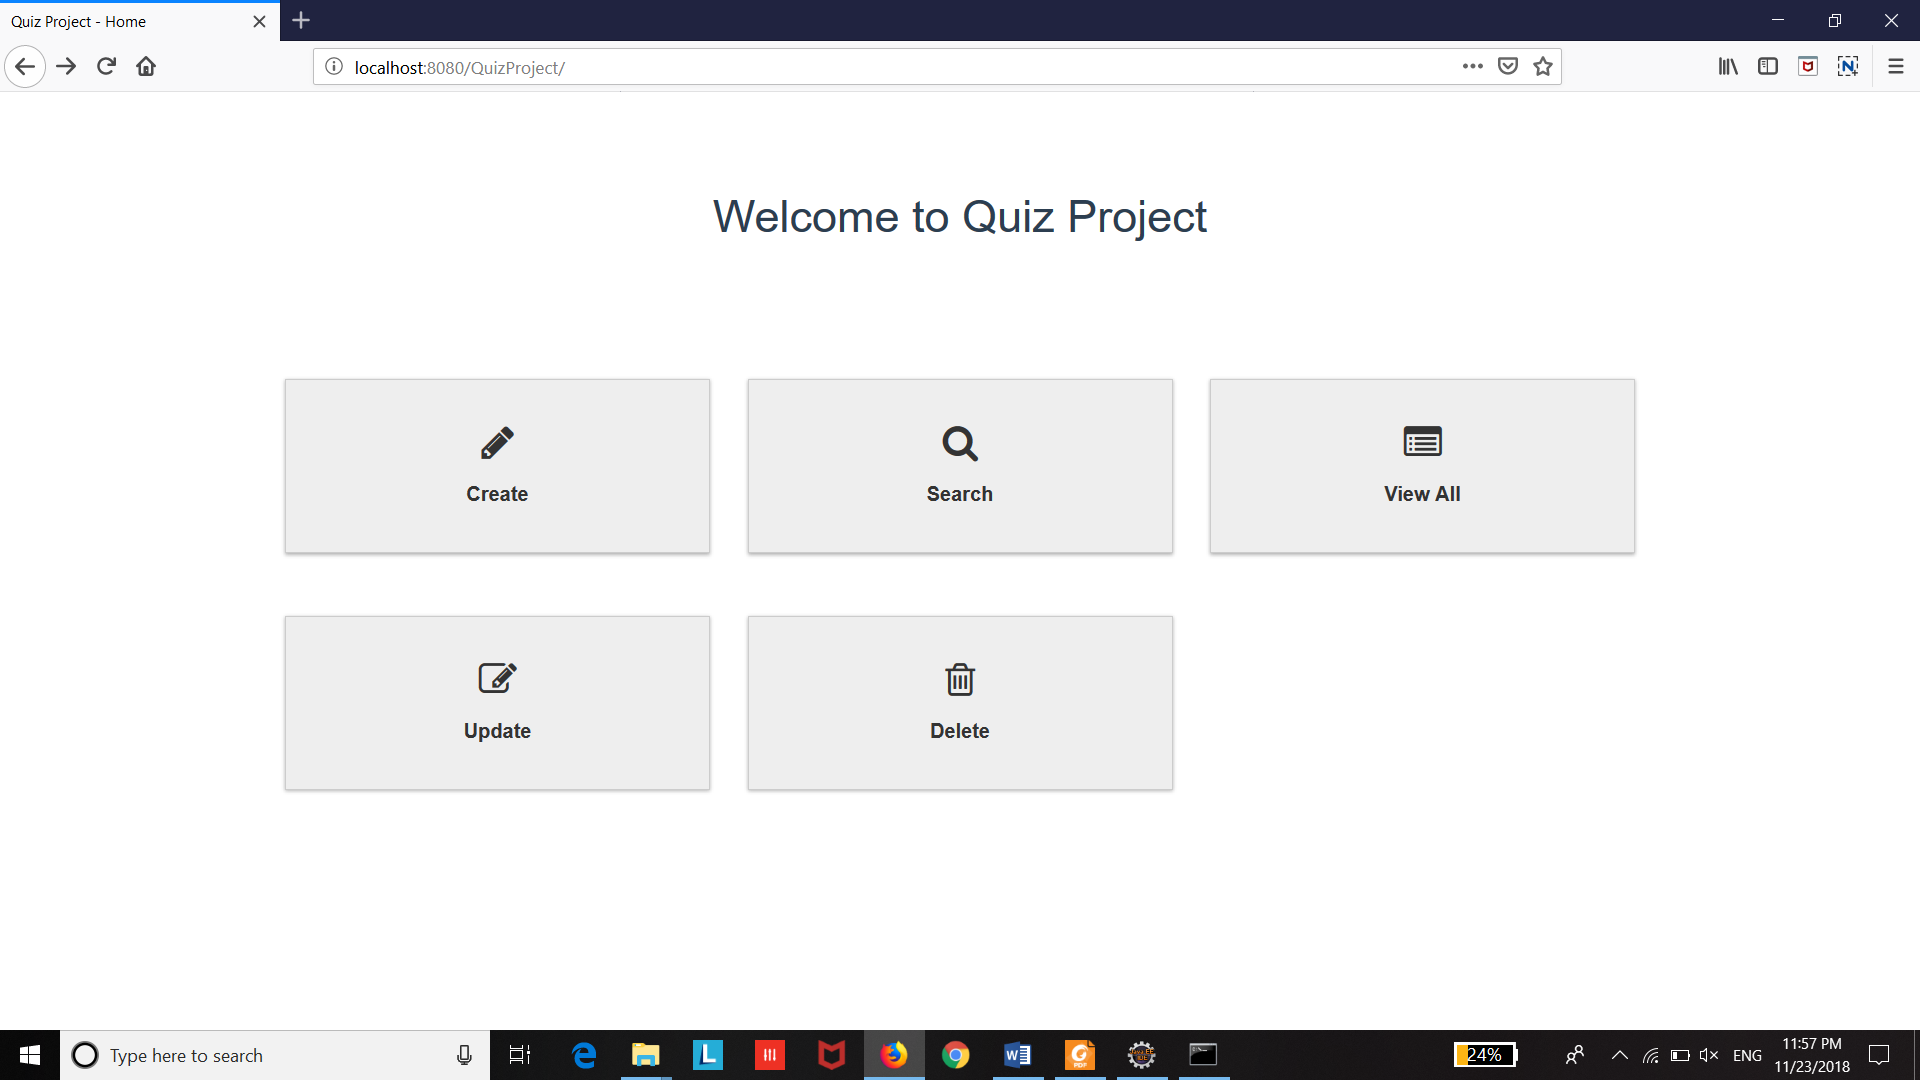 Quiz Project - Home
localhost:8080/QuizProject/
Welcome to Quiz Project
Create
Search
View All
Update
Delete
Type here to search
24%
ENG
11:57 PM
11/23/2018